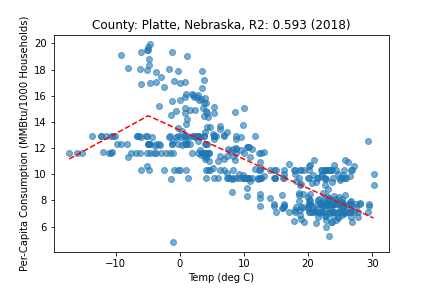 County: Platte, Nebraska, R2: 0.593 (2018)
Per-Capita Consumption (MMBtu/1000 Households)
20
18
16
14
12
10
8
6
−10 0 10 20 30
Temp (deg C)